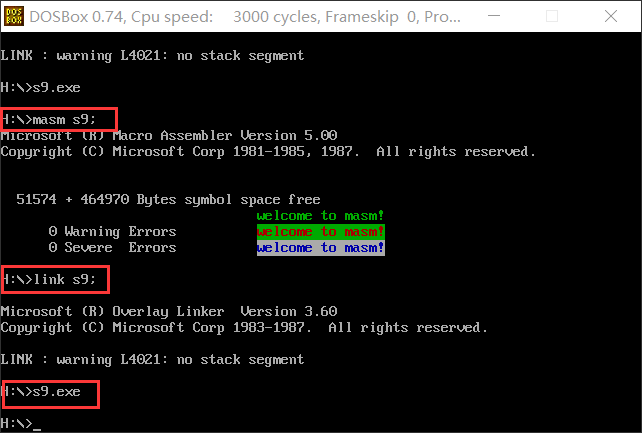 DOSBox 0.74, Cpu speed: 3000 cycles, Frameskip 0, Pro...
DOS BOX
LINK : warning L4021: no stack segment
H:\>s9.exe
H:\>masm s9;
Microsoft (R) Macro Assembler Version 5.00
Copyright (C) Microsoft Corp 1981-1985, 1987.  All rights reserved.
51574 + 464970 Bytes symbol space free
welcome to masm!
0 Warning Errors welcome to masm!
0 Severe  Errors welcome to masm!
H:\>link s9;
Microsoft (R) Overlay Linker  Version 3.60
Copyright (C) Microsoft Corp 1983-1987.  All rights reserved.
LINK : warning L4021: no stack segment
H:\>s9.exe
H:\>_